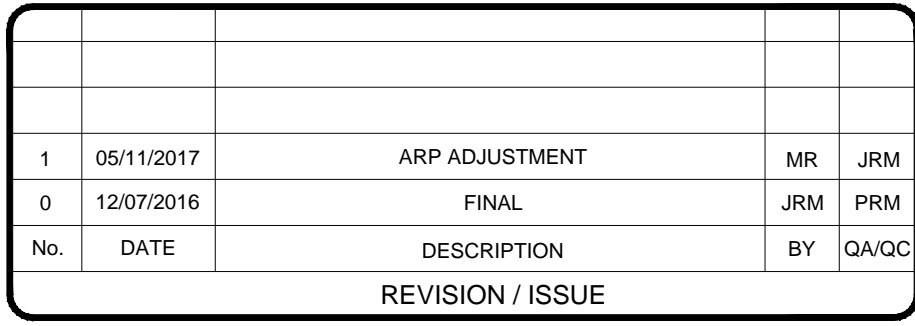 1 05/11/2017 ARP ADJUSTMENT MR JRM
0 12/07/2016 FINAL JRM PRM
No. DATE DESCRIPTION BY QA/QC
REVISION / ISSUE